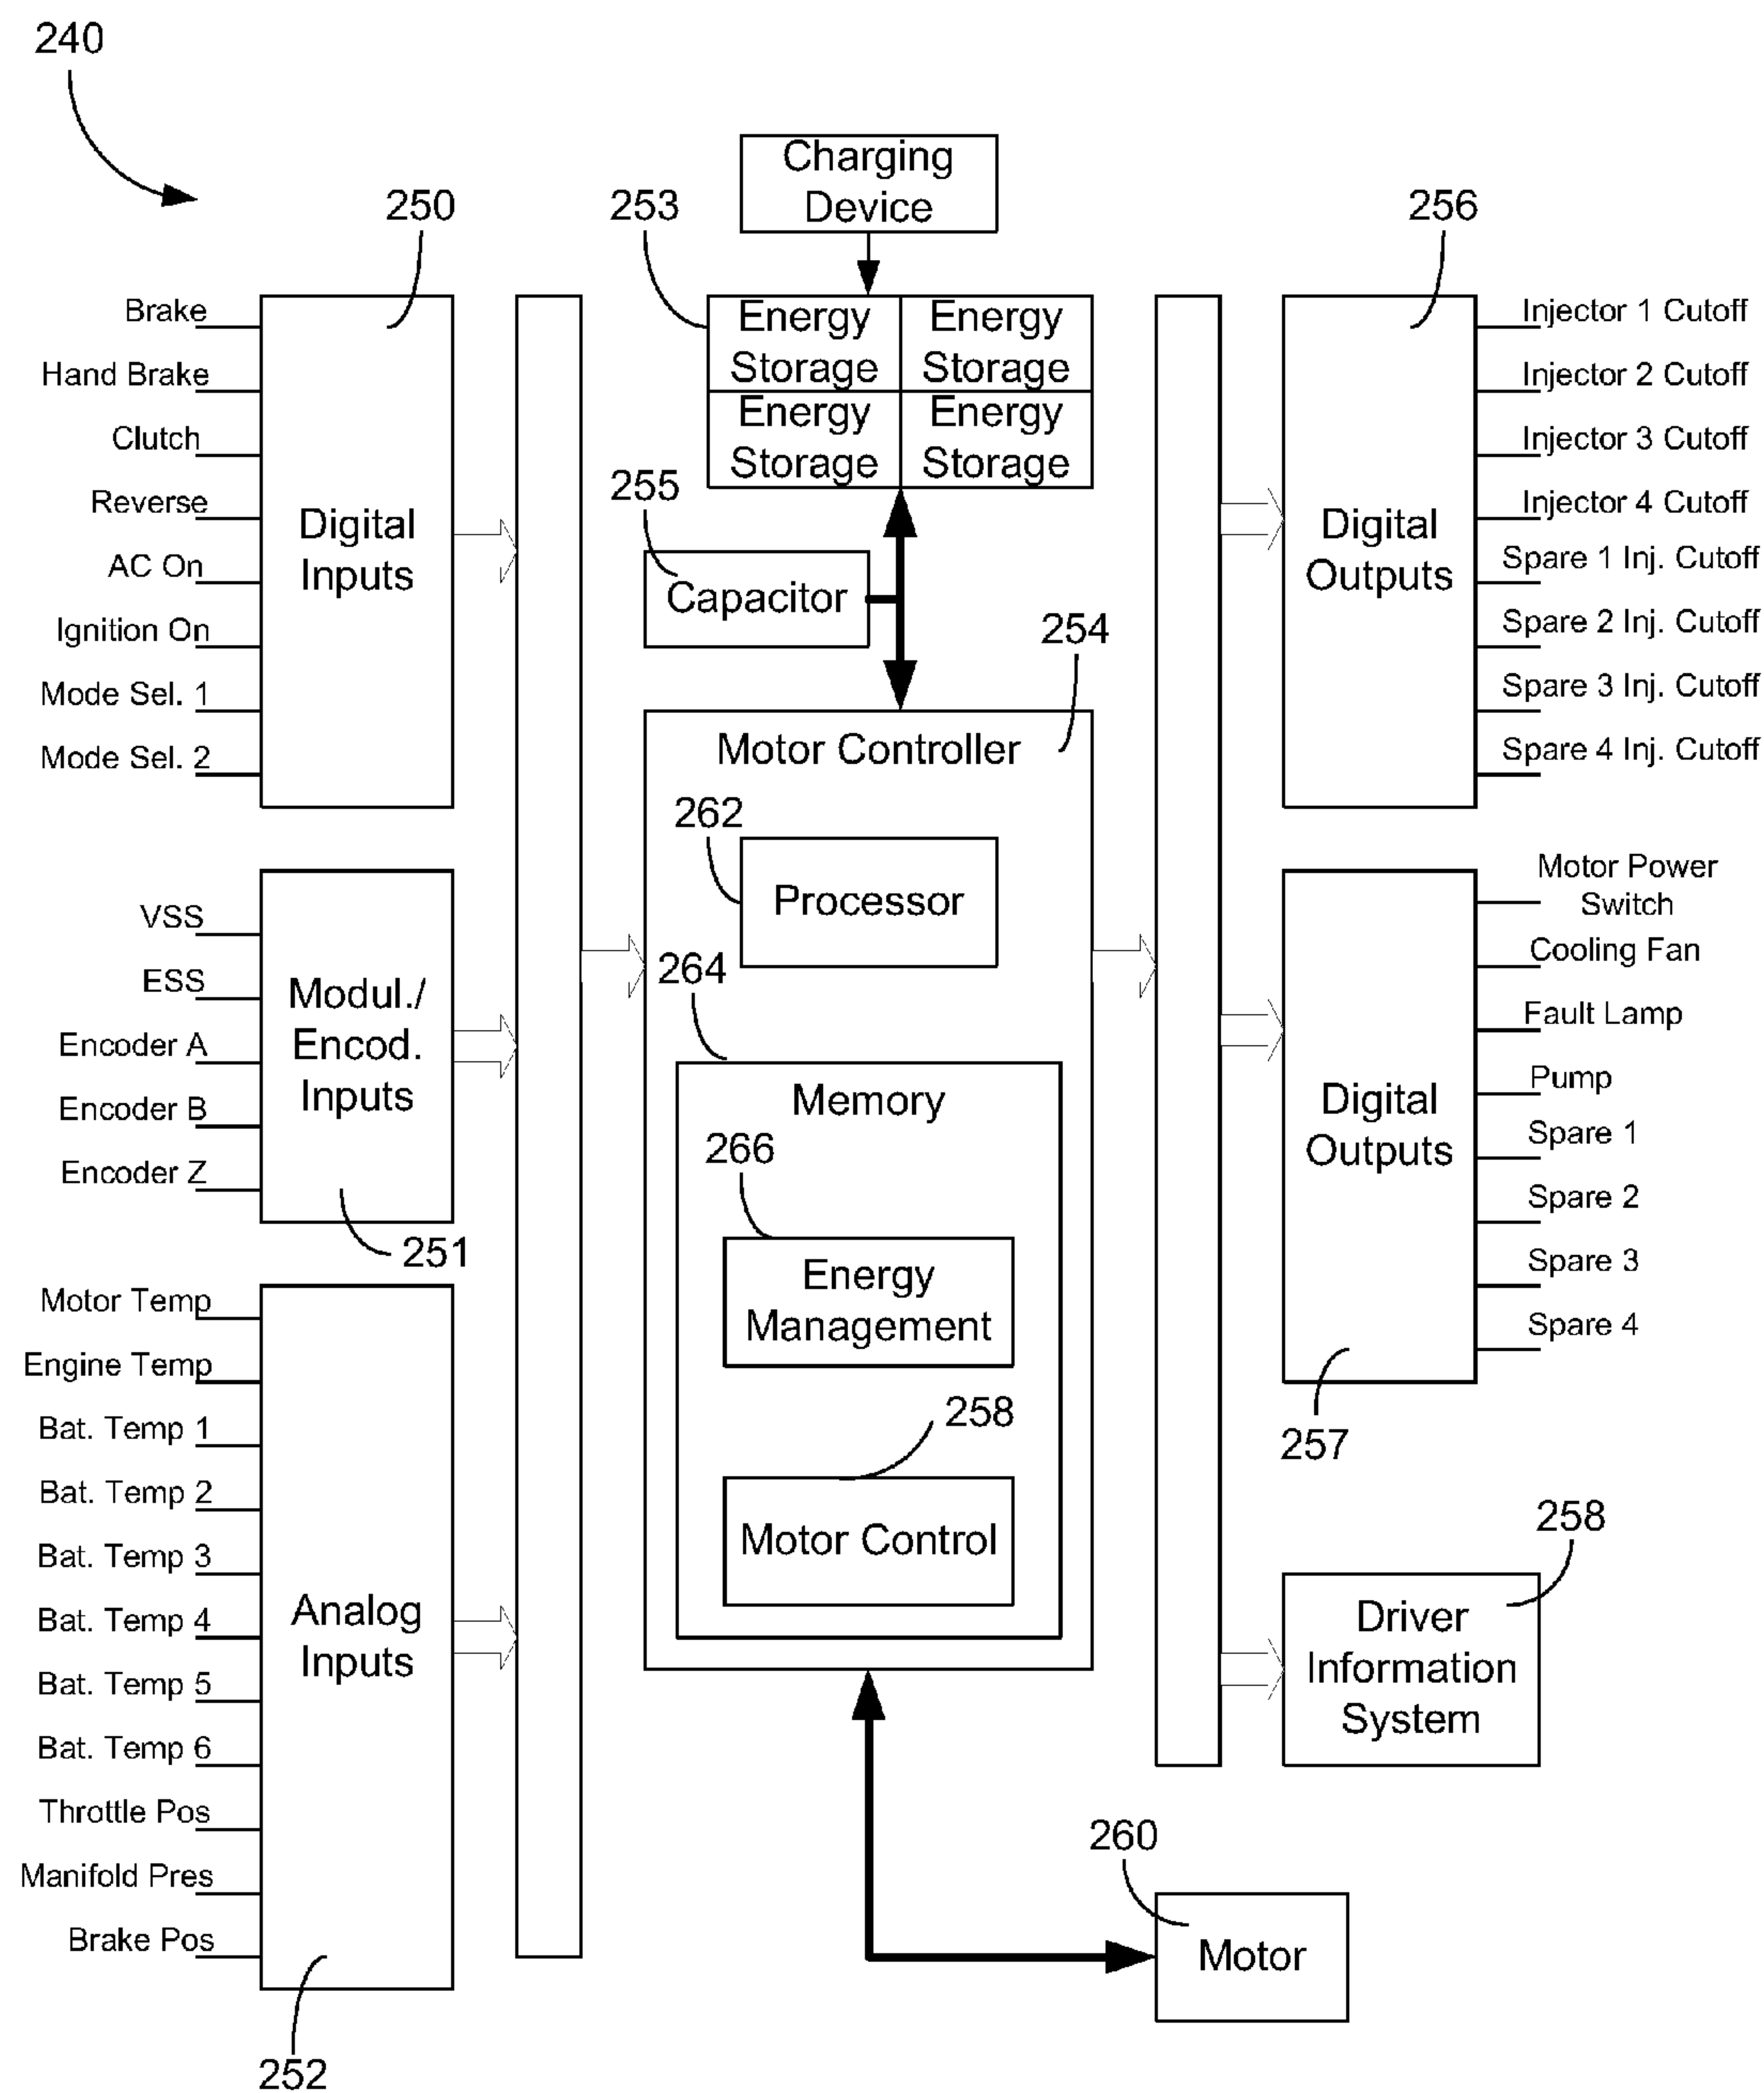 240
Charging
Device
250
253
256
Brake
Hand Brake
Clutch
Reverse
AC On
Ignition On
Mode Sel. 1
Mode Sel. 2
Digital
Inputs
Energy
Storage
Energy
Storage
Energy
Storage
Energy
Storage
255
Capacitor
254
Digital
Outputs
Injector 1 Cutoff
Injector 2 Cutoff
Injector 3 Cutoff
Injector 4 Cutoff
Spare 1 Inj. Cutoff
Spare 2 Inj. Cutoff
Spare 3 Inj. Cutoff
Spare 4 Inj. Cutoff
Motor Controller
262
Processor
264
Memory
266
Energy
Management
258
Motor Control
VSS
ESS
Encoder A
Encoder B
Encoder Z
Modul./
Encod.
Inputs
251
Digital
Outputs
Motor Power
Switch
Cooling Fan
Fault Lamp
Pump
Spare 1
Spare 2
Spare 3
Spare 4
257
Motor Temp
Engine Temp
Bat. Temp 1
Bat. Temp 2
Bat. Temp 3
Bat. Temp 4
Bat. Temp 5
Bat. Temp 6
Throttle Pos
Manifold Pres
Brake Pos
Analog
Inputs
252
258
Driver
Information
System
260
Motor